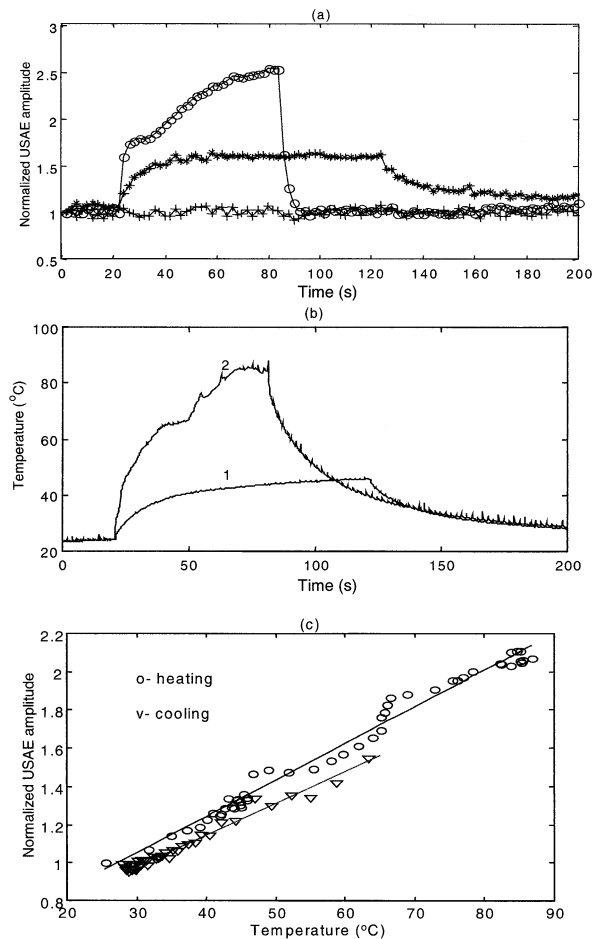 (a)
3
2.5
2
1.5
1
0.5
Normalized USAE amplitude
0 20 40 60 80 100 120 140 160 180 200
Time (s)
(b)
100
80
60
40
20
Temperature (°C)
2
1
0 50 100 150 200
Time (s)
(c)
2.2
2
1.8
1.6
1.4
1.2
1
0.8
Normalized USAE amplitude
o- heating
v- cooling
20 30 40 50 60 70 80 90
Temperature (°C)